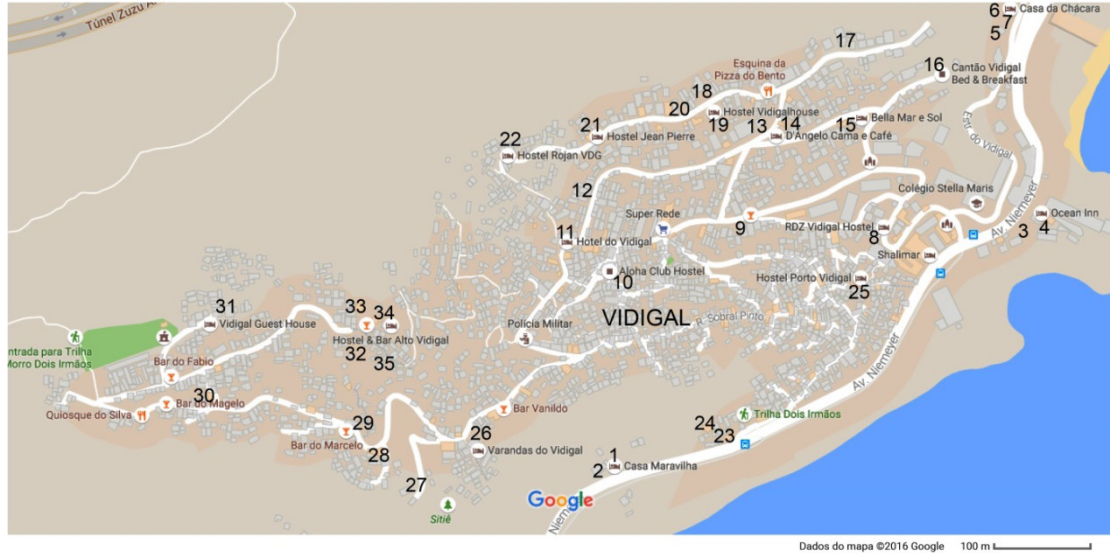 Túnel Zuzu A
6
7
5
Casa da Chácara
17
Esquina da
Pizza do Bento
16
Cantão Vidigal
Bed & Breakfast
18
20
Hostel Vidigalhouse
19
13
14
D'Angelo Cama e Café
15
Bella Mar e Sol
21
Hostel Jean Pierre
22
Hostel Rojan VDG
Estr. do Vidigal
12
Colégio Stella Maris
Av. Niemeyer
Super Rede
9
RDZ Vidigal Hostel
8
Ocean Inn
3
4
11
Hotel do Vidigal
Shalimar
Aloha Club Hostel
10
Hostel Porto Vidigal
25
31
Vidigal Guest House
33
34
Hostel & Bar Alto Vidigal
32
35
VIDIGAL
R. Sobral Pinto
Polícia Militar
ntrada para Trilha
Morro Dois Irmãos
Bar do Fabio
Av. Niemeyer
30
Bar do Magelo
Quiosque do Silva
Bar Vanildo
29
Bar do Marcelo
28
26
Varandas do Vidigal
24
23
Trilha Dois Irmãos
27
1
2
Casa Maravilha
Sitiê
Google
Niem
Dados do mapa ©2016 Google 100 m